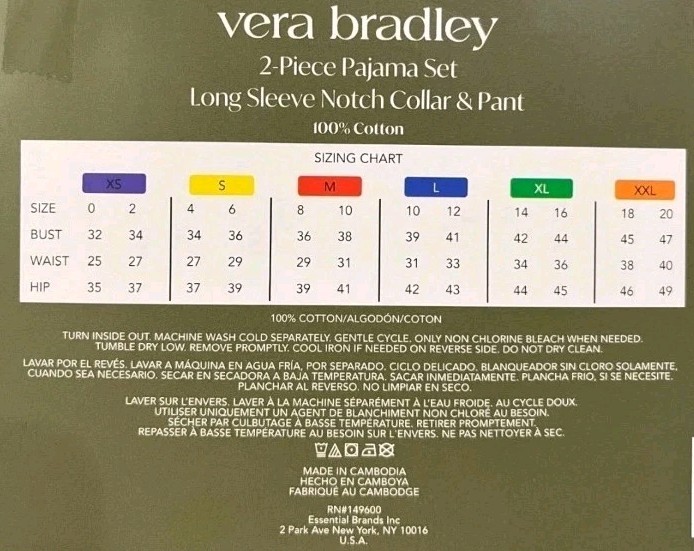 vera bradley
2-Piece Pajama Set
Long Sleeve Notch Collar & Pant
100% Cotton
SIZING CHART
XS S M L XL XXL
SIZE 0 2 4 6 8 10 10 12 14 16 18 20
BUST 32 34 34 36 36 38 39 41 42 44 45 47
WAIST 25 27 27 29 29 31 31 33 34 36 38 40
HIP 35 37 37 39 39 41 42 43 44 45 46 49
100% COTTON/ALGODÓN/COTON
TURN INSIDE OUT. MACHINE WASH COLD SEPARATELY. GENTLE CYCLE. ONLY NON CHLORINE BLEACH WHEN NEEDED.
TUMBLE DRY LOW. REMOVE PROMPTLY. COOL IRON IF NEEDED ON REVERSE SIDE. DO NOT DRY CLEAN.
LAVAR POR EL REVÉS. LAVAR A MÁQUINA EN AGUA FRÍA, POR SEPARADO. CICLO DELICADO. BLANQUEADOR SIN CLORO SOLAMENTE,
CUANDO SEA NECESARIO. SECAR EN SECADORA A BAJA TEMPERATURA. SACAR INMEDIATAMENTE. PLANCHA FRIO, SI SE NECESITE.
PLANCHAR AL REVERSO. NO LIMPIAR EN SECO.
LAVER SUR L'ENVERS. LAVER À LA MACHINE SÉPARÉMENT À L'EAU FROIDE. AU CYCLE DOUX.
UTILISER UNIQUEMENT UN AGENT DE BLANCHIMENT NON CHLORÉ AU BESOIN.
SÉCHER PAR CULBUTAGE À BASSE TEMPÉRATURE. RETIRER PROMPTEMENT.
REPASSER À BASSE TEMPÉRATURE AU BESOIN SUR L'ENVERS. NE PAS NETTOYER À SEC.
MADE IN CAMBODIA
HECHO EN CAMBOYA
FABRIQUÉ AU CAMBODGE
RN#149600
Essential Brands Inc
2 Park Ave New York, NY 10016
U.S.A.